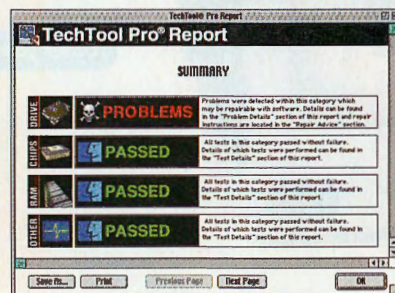 TechTool® Pro Report
TechTool Pro® Report
SUMMARY
DRIVE
PROBLEMS
Problems were detected within this category which
may be repairable with software. Details can be found
in the "Problem Details" section of this report and repair
instructions are located in the "Repair Advice" section.
CHIPS
PASSED
All tests in this category passed without failure.
Details of which tests were performed can be found in
the "Test Details" section of this report.
RAM
PASSED
All tests in this category passed without failure.
Details of which tests were performed can be found in
the "Test Details" section of this report.
OTHER
PASSED
All tests in this category passed without failure.
Details of which tests were performed can be found in
the "Test Details" section of this report.
Save As... Print Previous Page Next Page OK